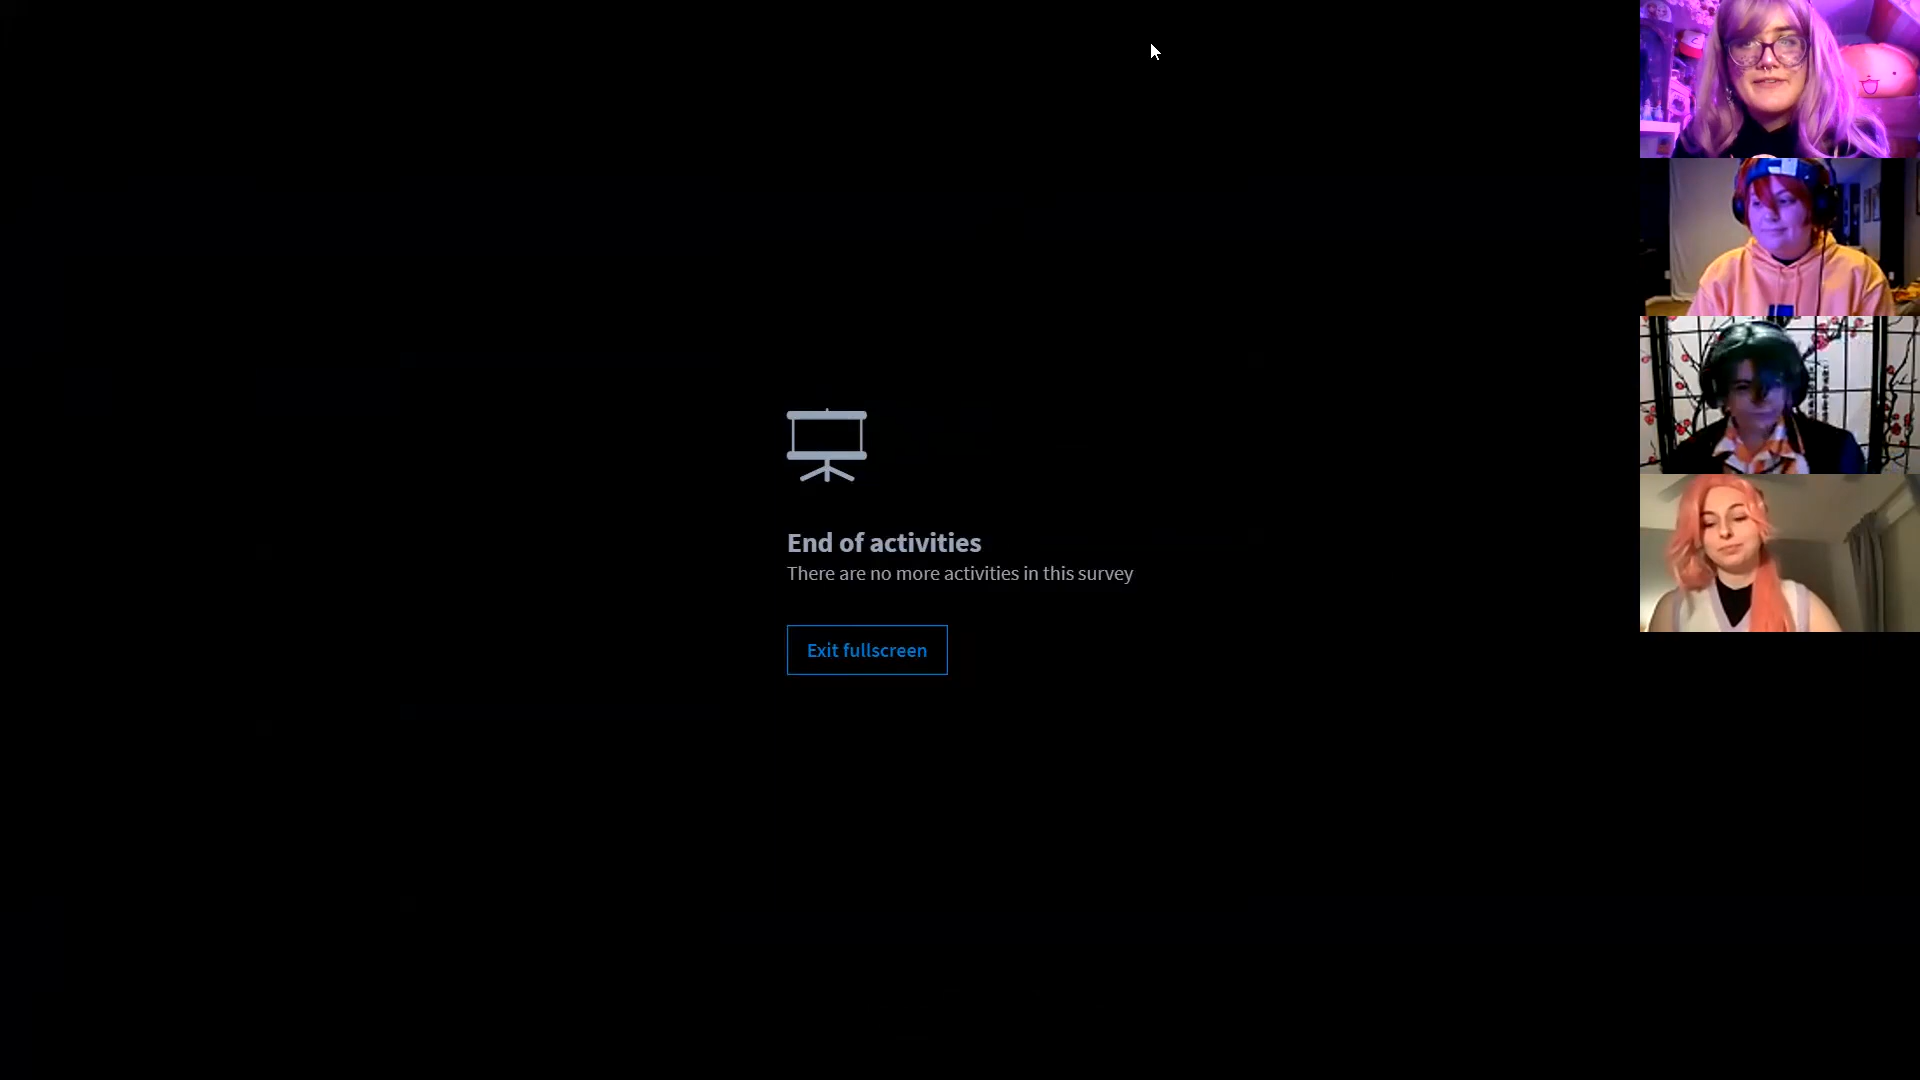 End of activities
There are no more activities in this survey
Exit fullscreen